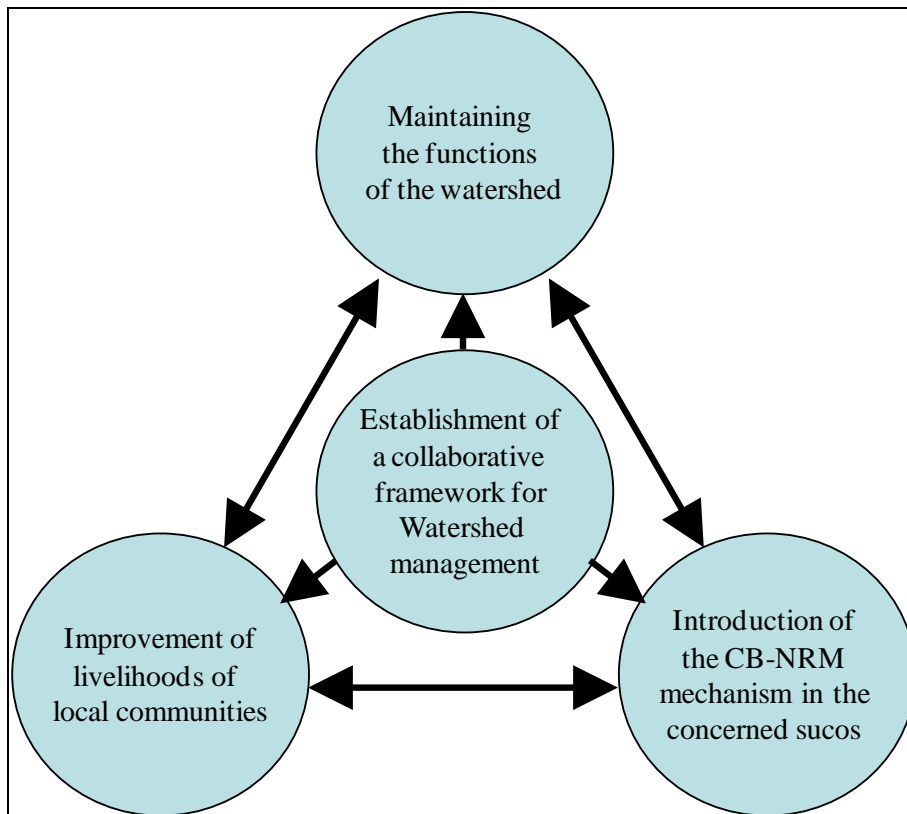 Maintaining
the functions
of the watershed
Establishment of
a collaborative
framework for
Watershed
management
Improvement of
livelihoods of
local communities
Introduction of
the CB-NRM
mechanism in the
concerned sucos